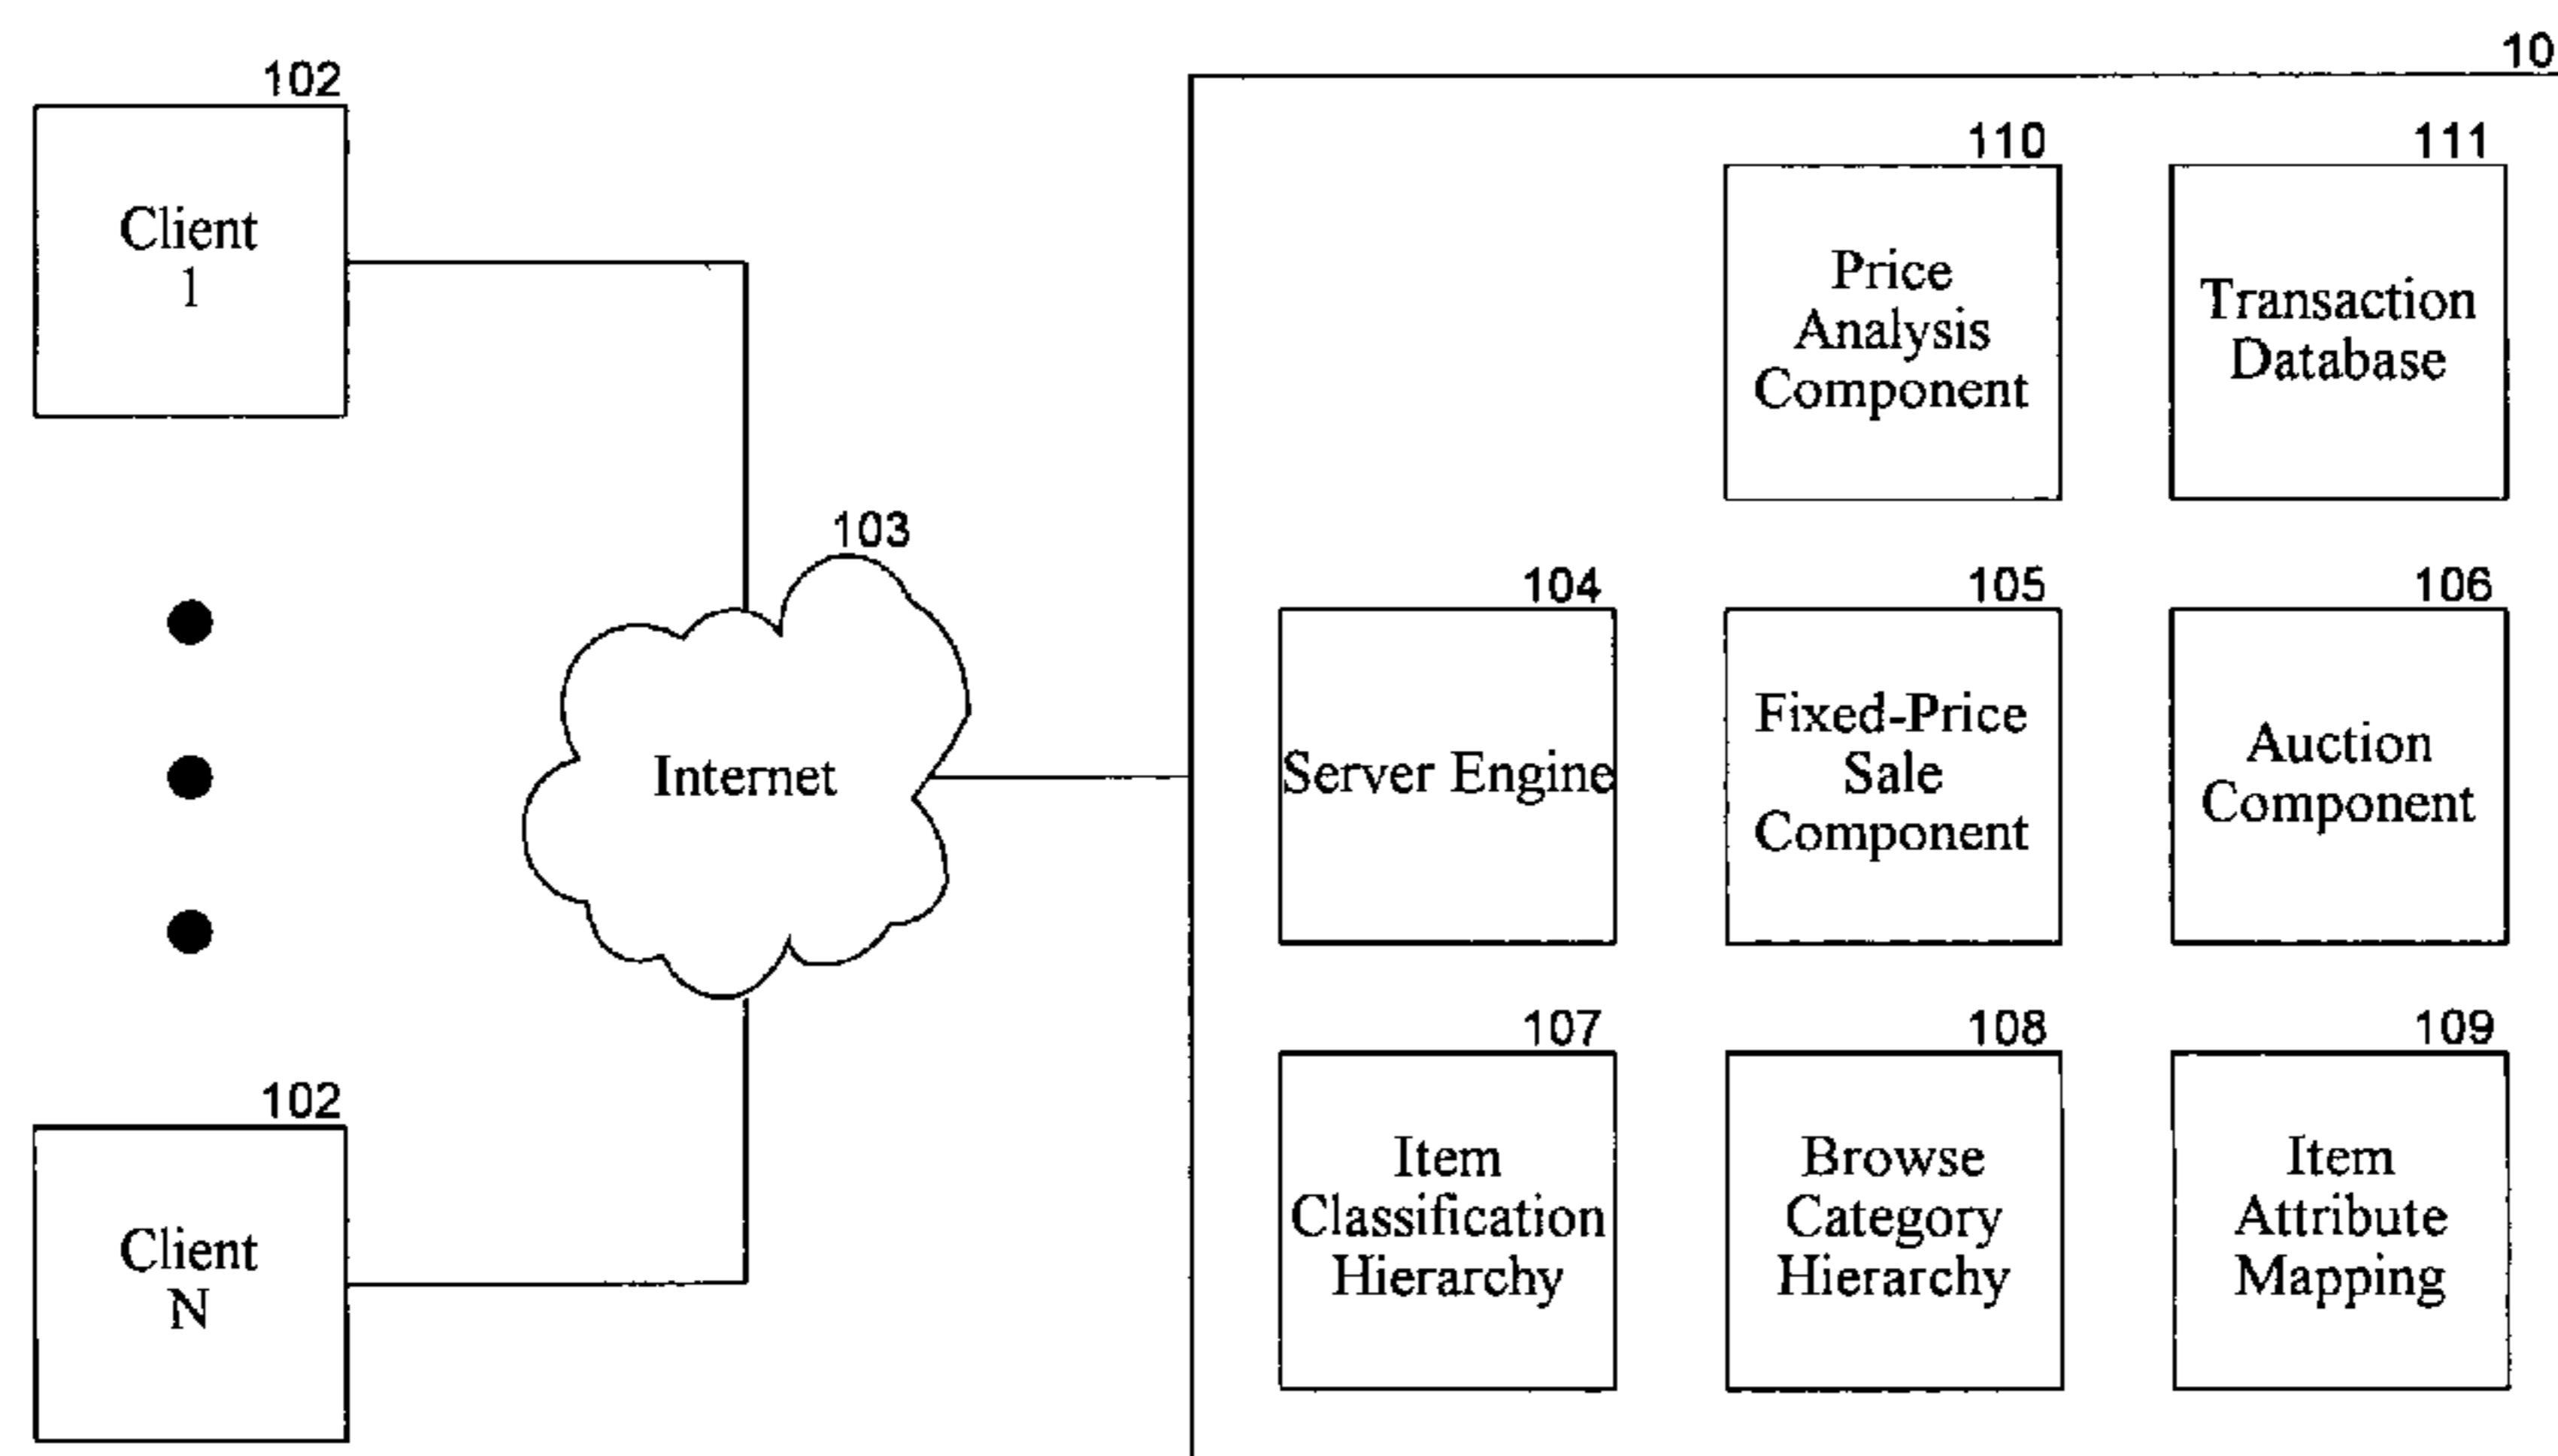 102
Client
1
103
Internet
102
Client
N
10
110
Price
Analysis
Component
111
Transaction
Database
104
Server Engine
105
Fixed-Price
Sale
Component
106
Auction
Component
107
Item
Classification
Hierarchy
108
Browse
Category
Hierarchy
109
Item
Attribute
Mapping